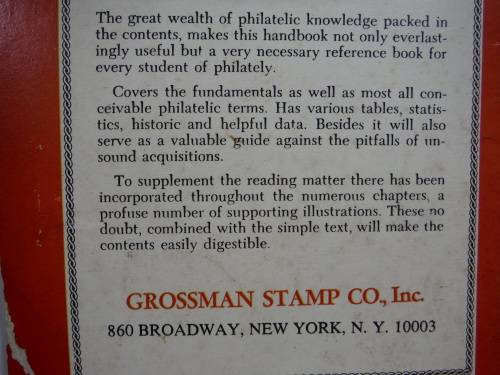 The great wealth of philatelic knowledge packed in
the contents, makes this handbook not only everlast-
ingly useful but a very necessary reference book for
every student of philately.
Covers the fundamentals as well as most all con-
ceivable philatelic terms. Has various tables, statis-
tics, historic and helpful data. Besides it will also
serve as a valuable guide against the pitfalls of un-
sound acquisitions.
To supplement the reading matter there has been
incorporated throughout the numerous chapters, a
profuse number of supporting illustrations. These no
doubt, combined with the simple text, will make the
contents easily digestible.
GROSSMAN STAMP CO., Inc.
860 BROADWAY, NEW YORK, N. Y. 10003